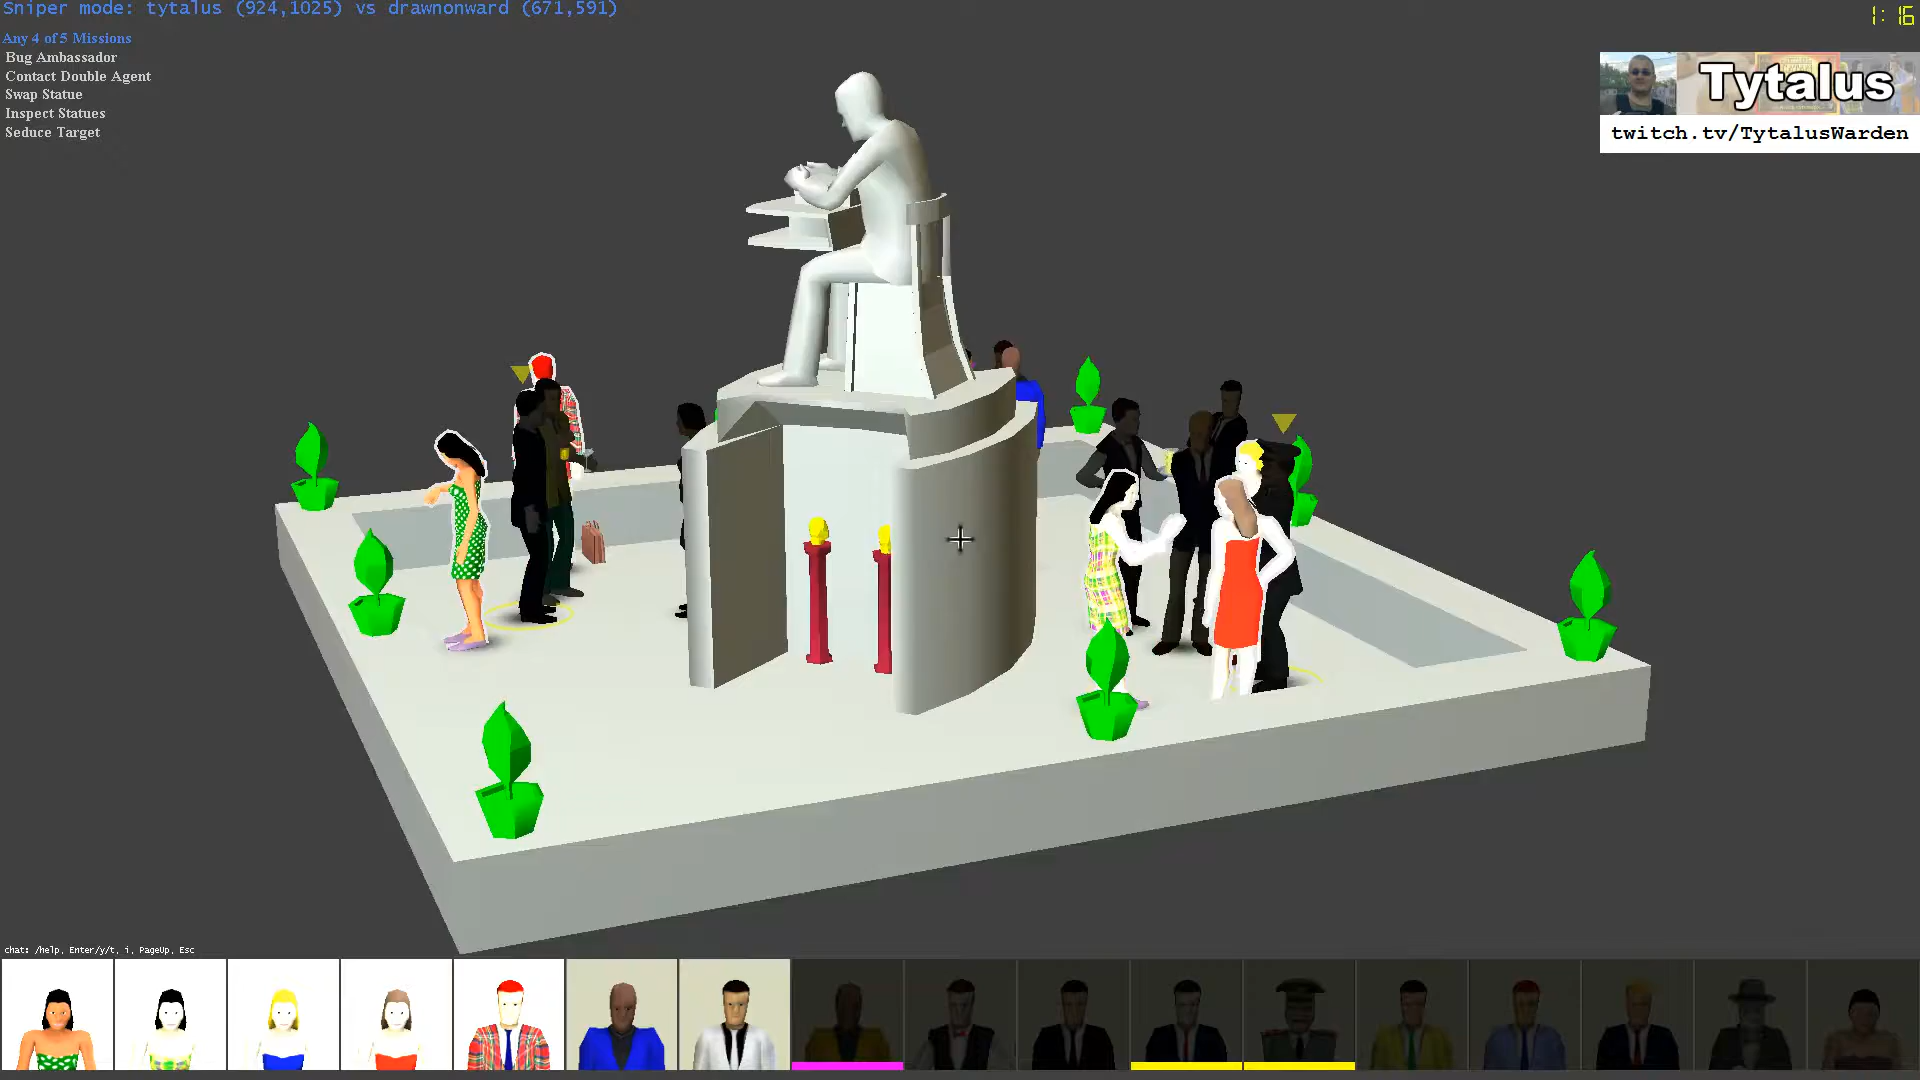 Sniper mode: tytalus (924,1025) vs drawnonward (671,591)
1:16
Any 4 of 5 Missions
Bug Ambassador
Contact Double Agent
Swap Statue
Inspect Statues
Seduce Target
Tytalus
twitch.tv/TytalusWarden
chat: /help, Enter/y/t, i, PageUp, Esc